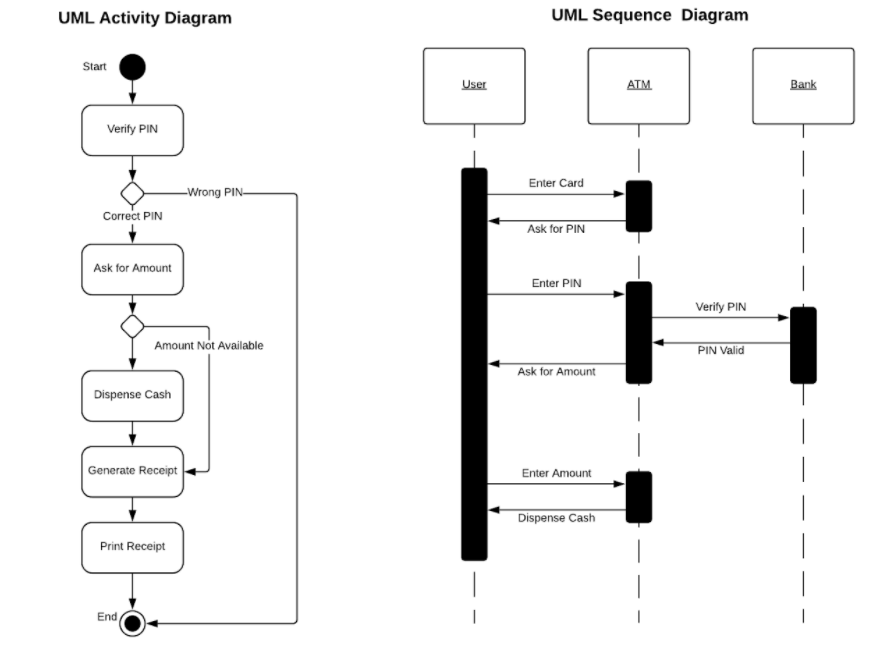 UML Activity Diagram
Start
Verify PIN
Wrong PIN
Correct PIN
Ask for Amount
Amount Not Available
Dispense Cash
Generate Receipt
Print Receipt
End
UML Sequence Diagram
User
ATM
Bank
Enter Card
Ask for PIN
Enter PIN
Verify PIN
PIN Valid
Ask for Amount
Enter Amount
Dispense Cash